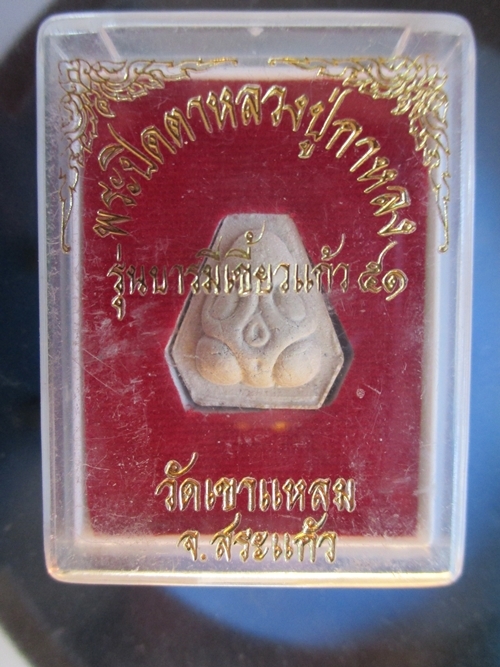 พระปิดตาหลวงปู่กาหลง
รุ่นบารมีเขี้ยวแก้ว ๕๑
วัดเขาแหลม
จ.สระแก้ว